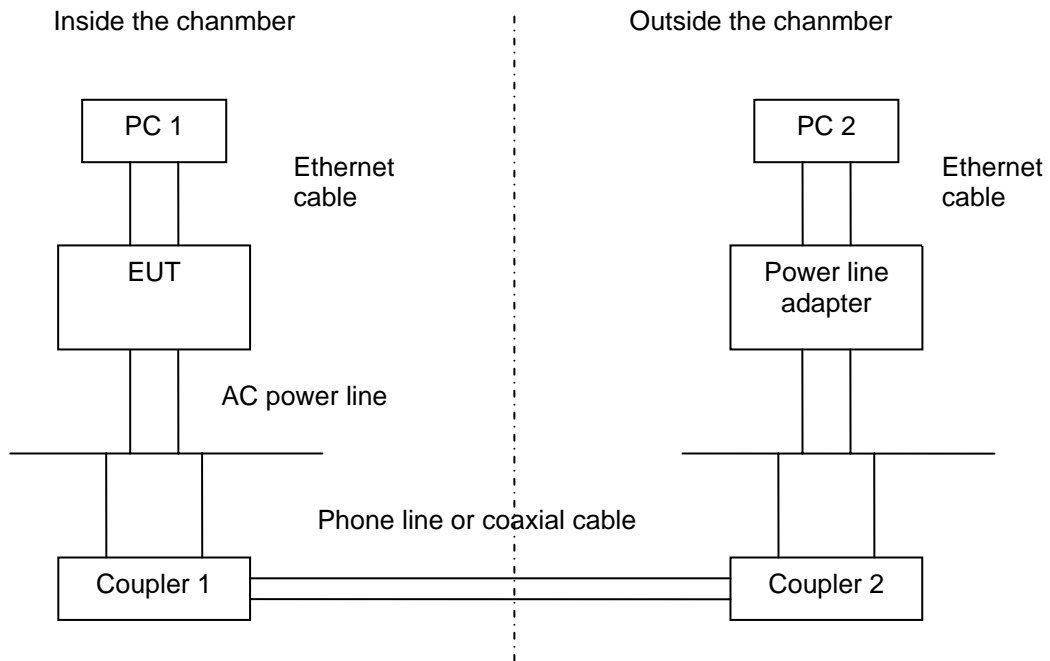 Inside the chanmber
Outside the chanmber
PC 1
PC 2
Ethernet
cable
Ethernet
cable
EUT
Power line
adapter
AC power line
Phone line or coaxial cable
Coupler 1
Coupler 2